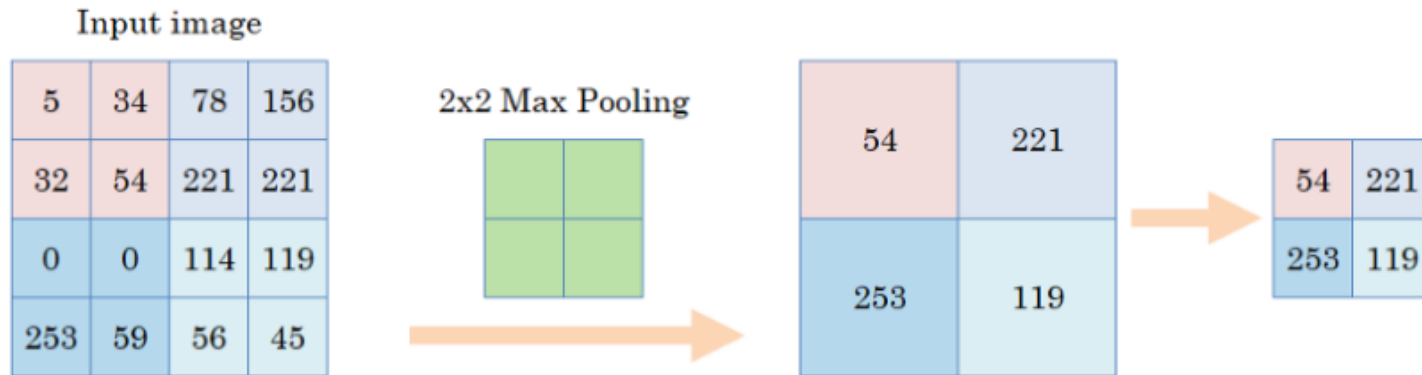 Input image
5 34 78 156
32 54 221 221
0 0 114 119
253 59 56 45
2x2 Max Pooling
54 221
253 119
54 221
253 119